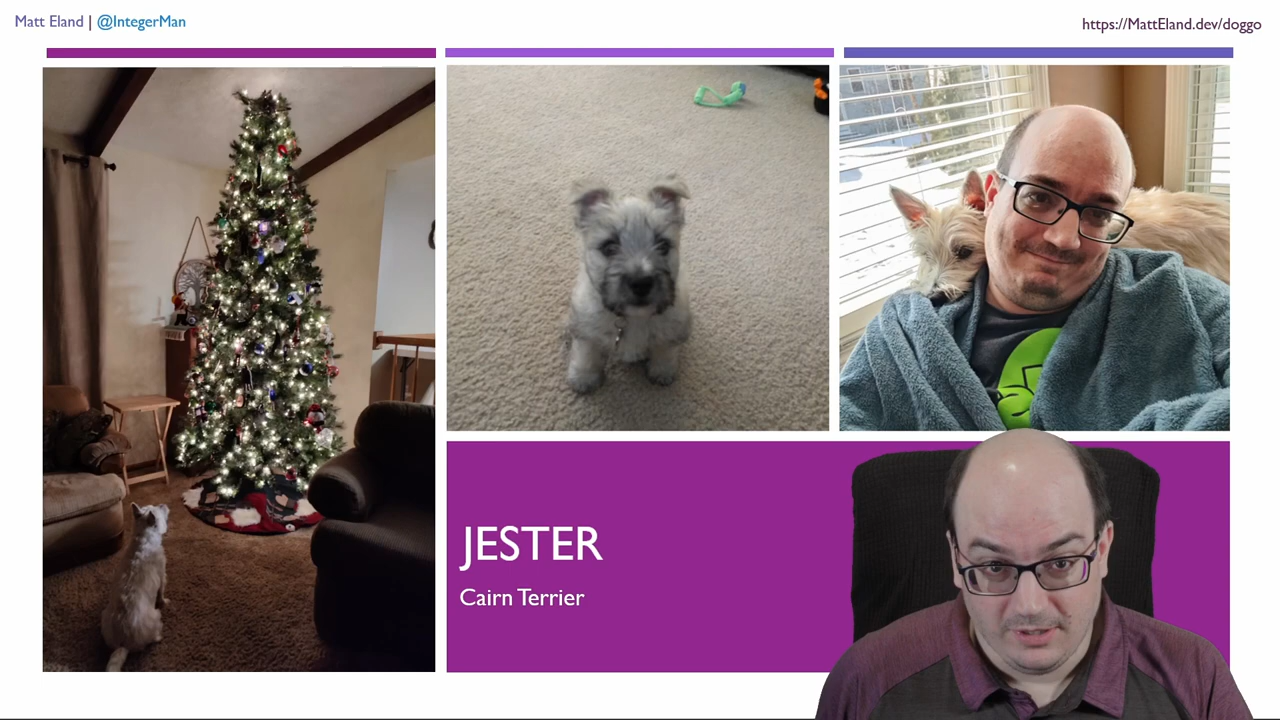 Matt Eland | @IntegerMan
https://MattEland.dev/doggo
JESTER
Cairn Terrier